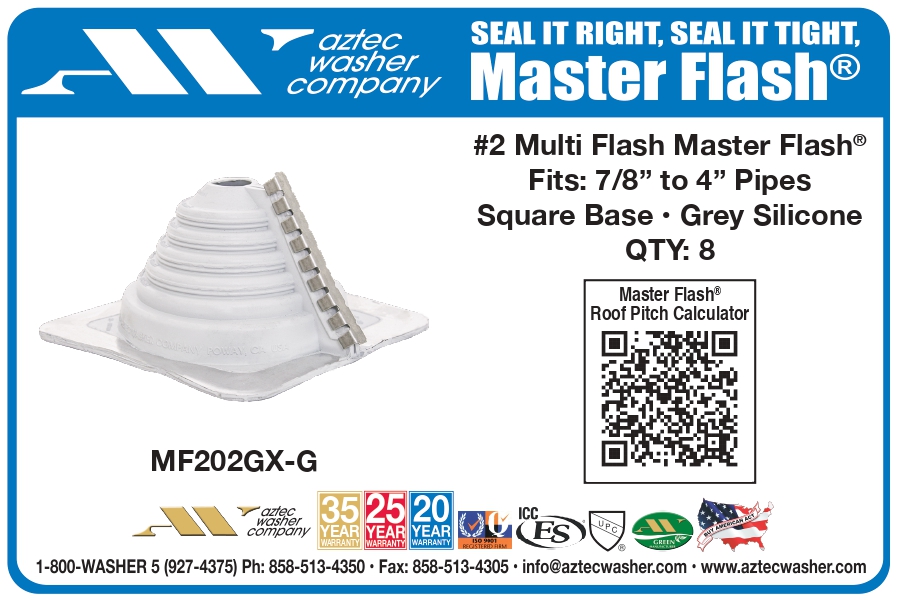 aztec
washer
company
SEAL IT RIGHT, SEAL IT TIGHT,
Master Flash®
#2 Multi Flash Master Flash®
Fits: 7/8” to 4” Pipes
Square Base • Grey Silicone
QTY: 8
Master Flash®
Roof Pitch Calculator
MF202GX-G
aztec
washer
company
35
YEAR
WARRANTY
25
YEAR
WARRANTY
20
YEAR
WARRANTY
ISO 9001
REGISTERED FIRM
ICC
ES
UPC
®
GREEN
BUY AMERICAN ACT
1-800-WASHER 5 (927-4375) Ph: 858-513-4350 • Fax: 858-513-4305 • info@aztecwasher.com • www.aztecwasher.com